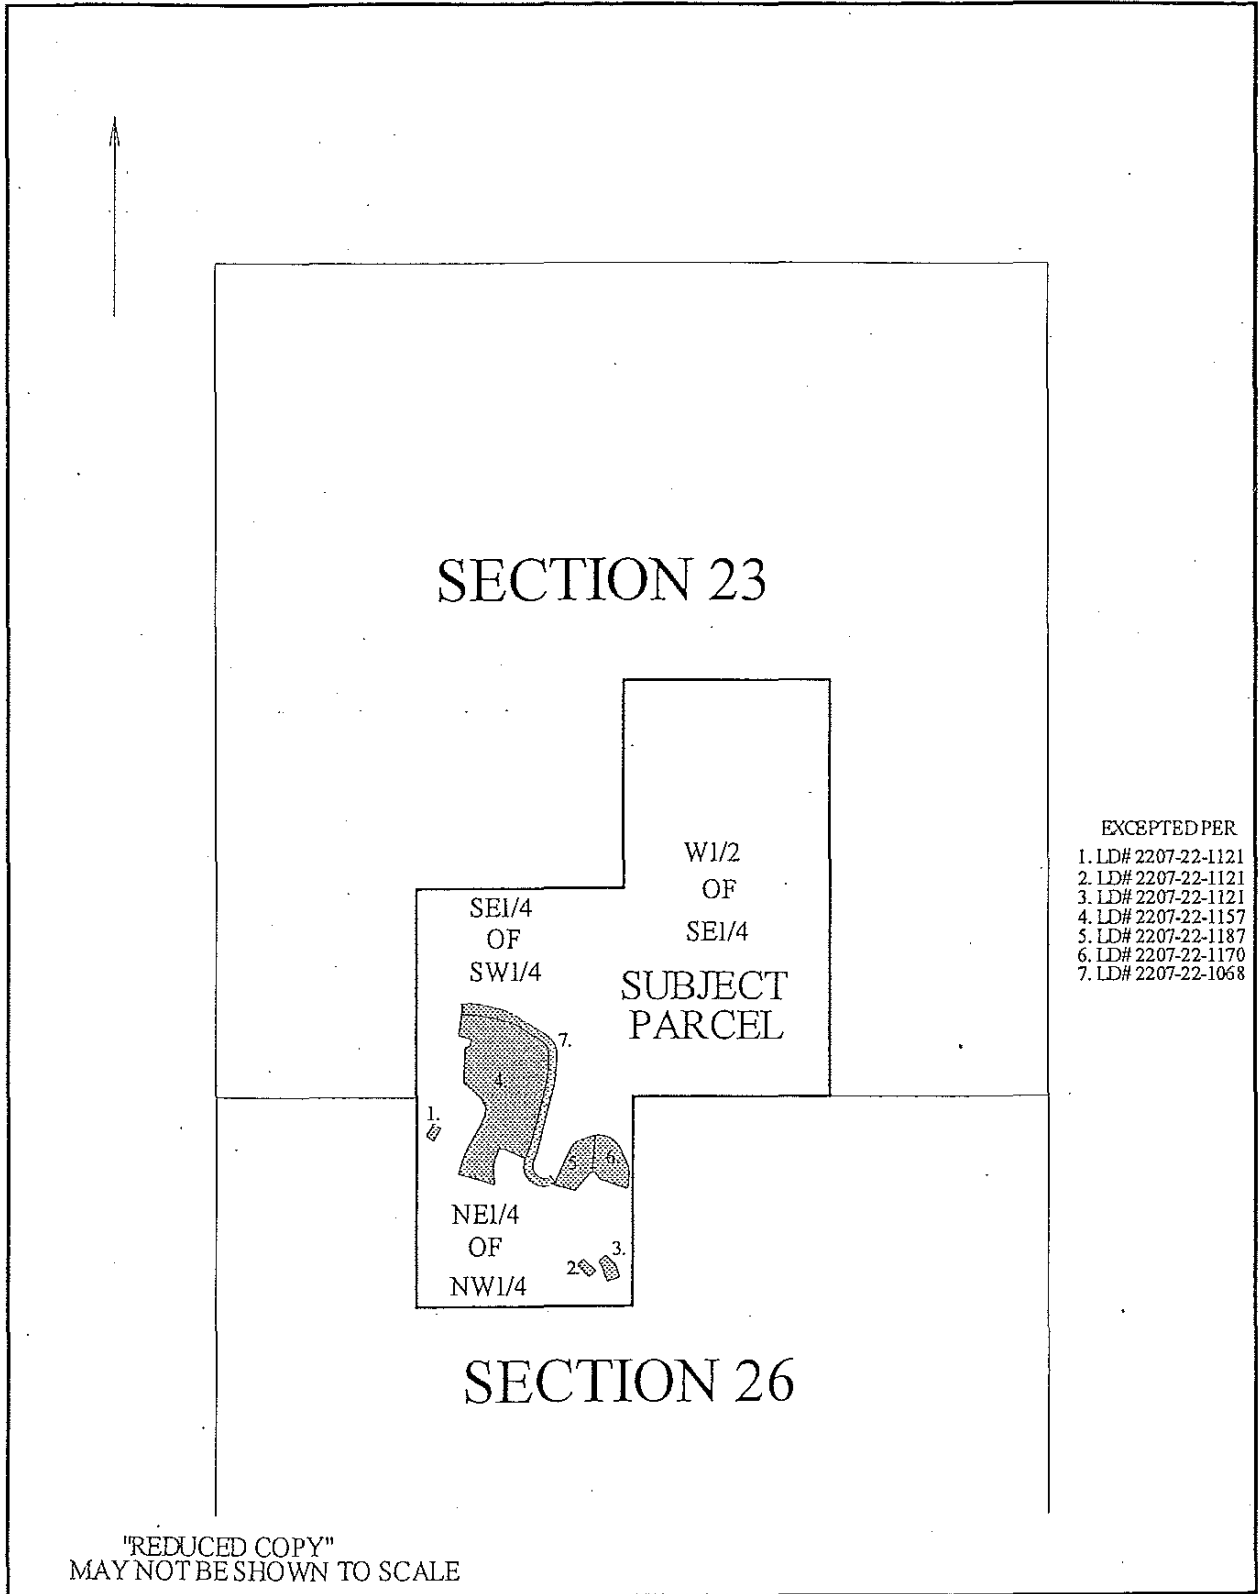 SECTION 23
W1/2
OF
SE1/4
SE1/4
OF
SW1/4
SUBJECT
PARCEL
EXCEPTED PER
1. LD# 2207-22-1121
2. LD# 2207-22-1121
3. LD# 2207-22-1121
4. LD# 2207-22-1157
5. LD# 2207-22-1187
6. LD# 2207-22-1170
7. LD# 2207-22-1068
7.
4.
1.
5.
6.
NE1/4
OF
NW1/4
2.
3.
SECTION 26
"REDUCED COPY"
MAY NOT BE SHOWN TO SCALE